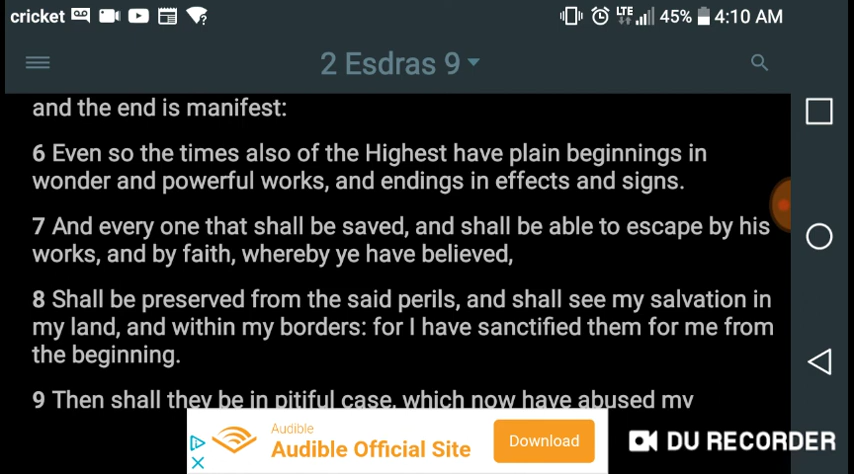 cricket 45% 4:10 AM
LTE
2 Esdras 9
and the end is manifest:
6 Even so the times also of the Highest have plain beginnings in
wonder and powerful works, and endings in effects and signs.
7 And every one that shall be saved, and shall be able to escape by his
works, and by faith, whereby ye have believed,
8 Shall be preserved from the said perils, and shall see my salvation in
my land, and within my borders: for I have sanctified them for me from
the beginning.
9 Then shall they be in pitiful case, which now have abused my
Audible
Audible Official Site
Download
DU RECORDER